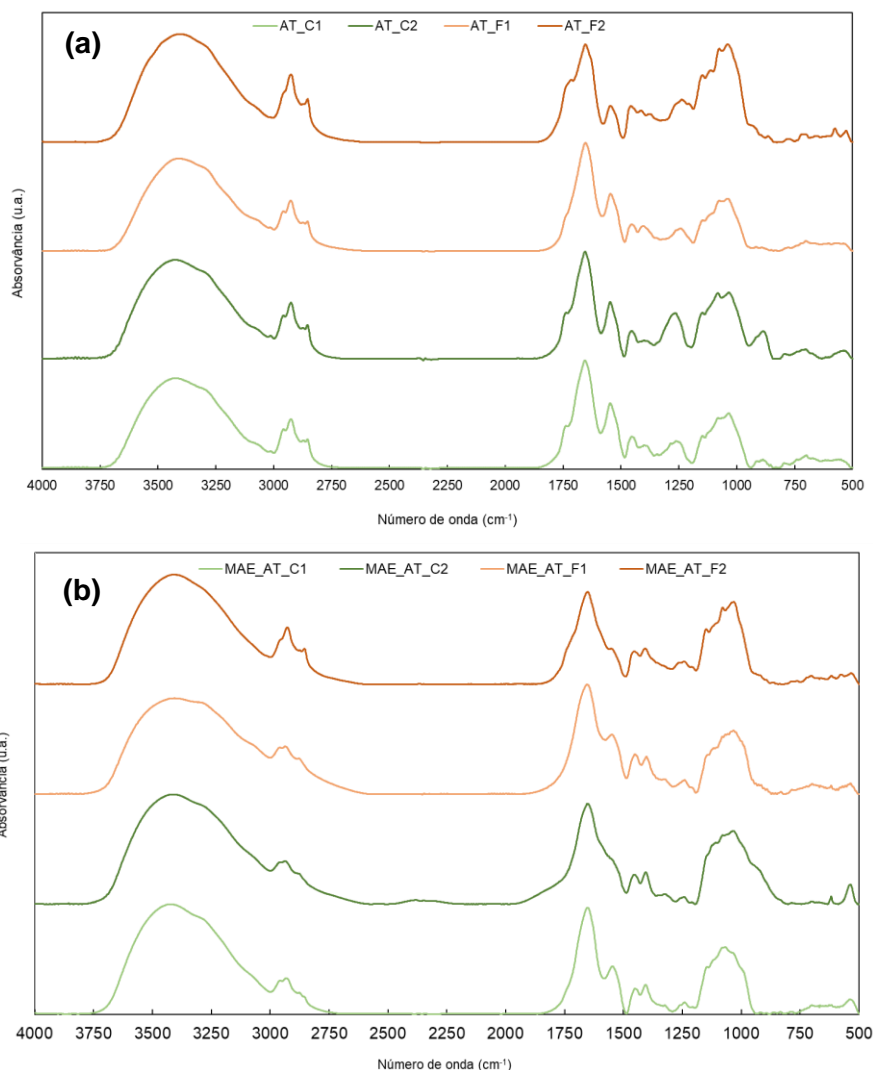 AT_C1 AT_C2 AT_F1 AT_F2
(a)
Absorvância (u.a.)
4000 3750 3500 3250 3000 2750 2500 2250 2000 1750 1500 1250 1000 750 500
Número de onda (cm⁻¹)
MAE_AT_C1 MAE_AT_C2 MAE_AT_F1 MAE_AT_F2
(b)
Absorvância (u.a.)
4000 3750 3500 3250 3000 2750 2500 2250 2000 1750 1500 1250 1000 750 500
Número de onda (cm⁻¹)